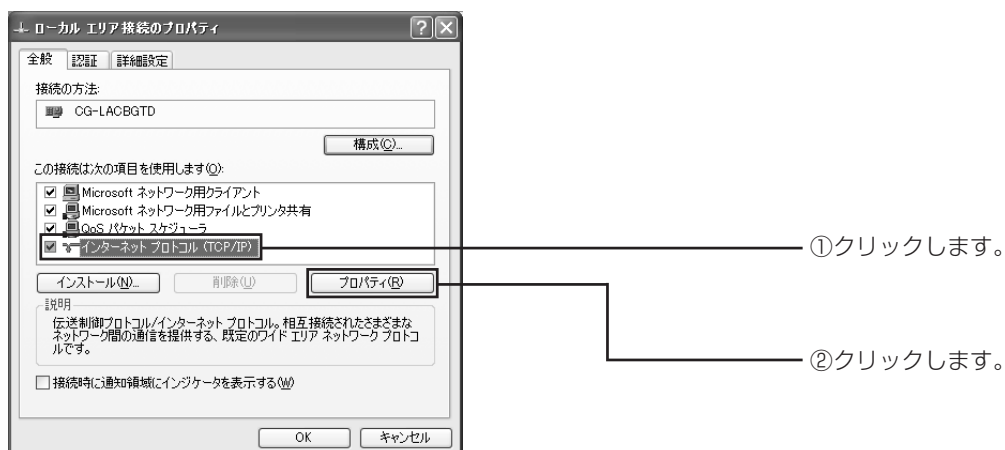 ローカル エリア接続のプロパティ
全般 認証 詳細設定
接続の方法:
CG-LACBGTD
構成(C)...
この接続は次の項目を使用します(O):
Microsoft ネットワーク用クライアント
Microsoft ネットワーク用ファイルとプリンタ共有
QoS パケット スケジューラ
インターネット プロトコル (TCP/IP)
①クリックします。
インストール(N)... 削除(U) プロパティ(R)
説明
伝送制御プロトコル/インターネット プロトコル。相互接続されたさまざまな
ネットワーク間の通信を提供する、既定のワイド エリア ネットワーク プロトコ
ルです。
②クリックします。
接続時に通知領域にインジケータを表示する(W)
OK キャンセル